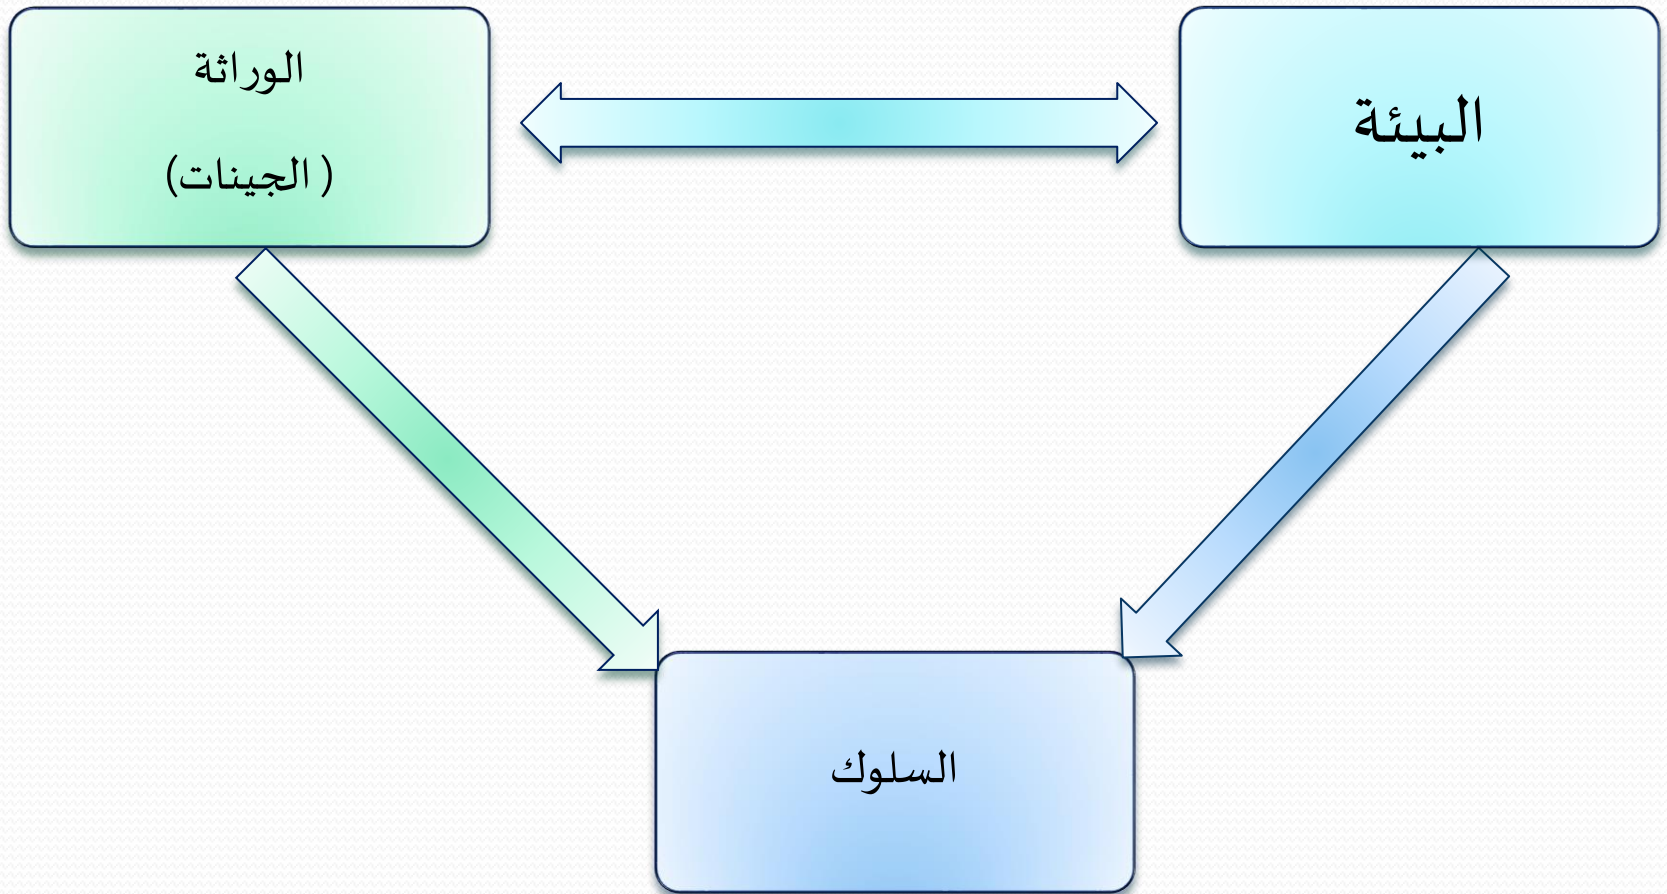 البيئة
الوراثة
( الجينات)
السلوك